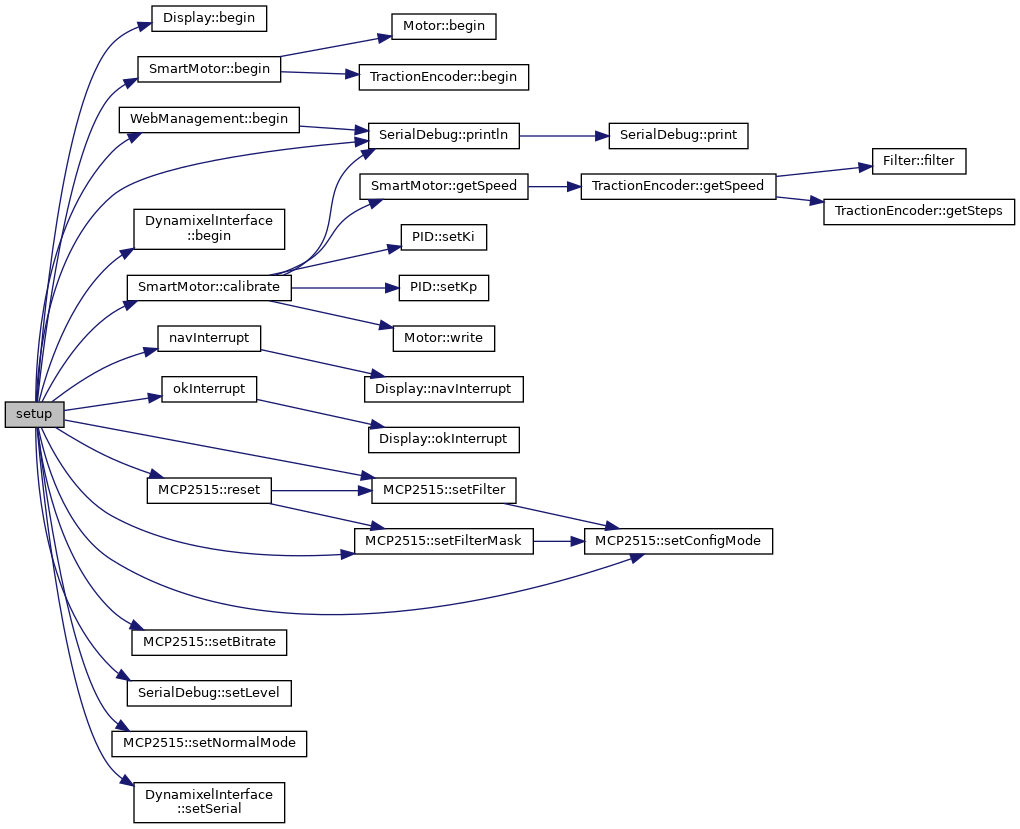 Display::begin
Motor::begin
SmartMotor::begin
TractionEncoder::begin
WebManagement::begin
SerialDebug::println
SerialDebug::print
Filter::filter
SmartMotor::getSpeed
TractionEncoder::getSpeed
TractionEncoder::getSteps
DynamixelInterface
::begin
PID::setKi
SmartMotor::calibrate
PID::setKp
navInterrupt
Motor::write
okInterrupt
Display::navInterrupt
setup
Display::okInterrupt
MCP2515::reset
MCP2515::setFilter
MCP2515::setFilterMask
MCP2515::setConfigMode
MCP2515::setBitrate
SerialDebug::setLevel
MCP2515::setNormalMode
DynamixelInterface
::setSerial